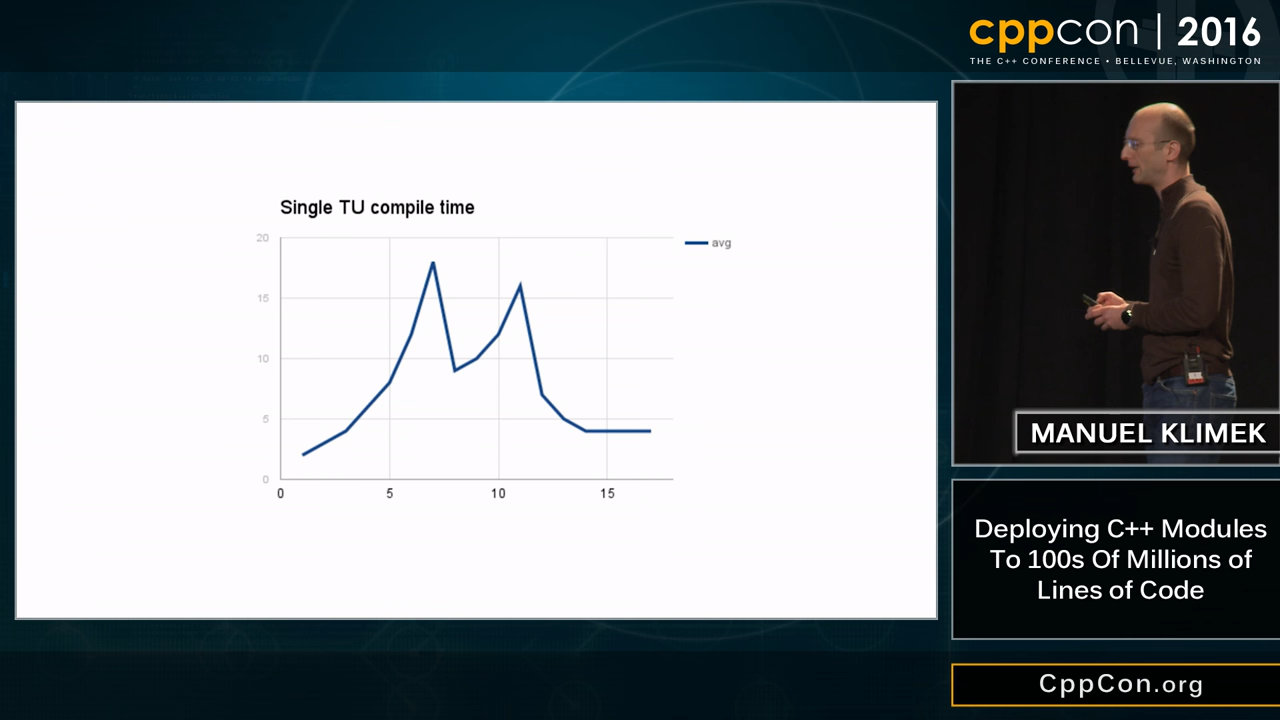 cppcon | 2016
THE C++ CONFERENCE • BELLEVUE, WASHINGTON
Single TU compile time
avg
20
15
10
5
0
0 5 10 15
MANUEL KLIMEK
Deploying C++ Modules
To 100s Of Millions of
Lines of Code
CppCon.org